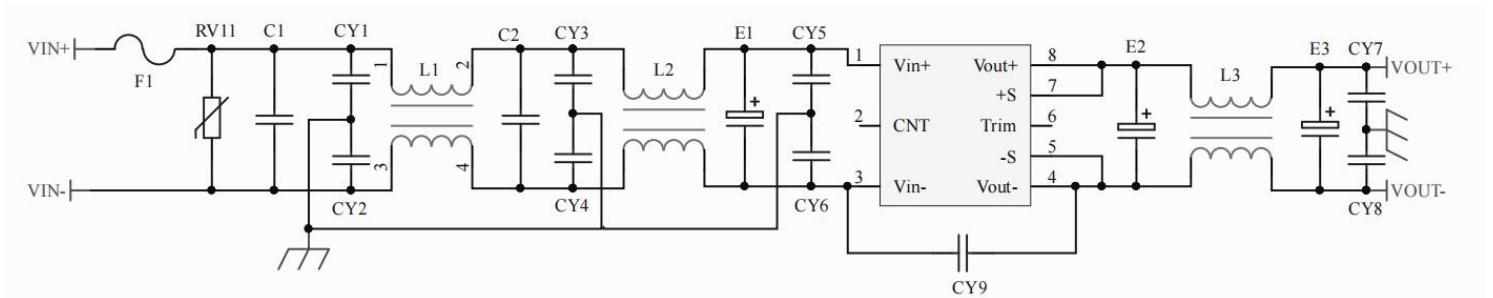 RV11 C1 CY1 C2 CY3 E1 CY5
VIN+ F1 1 2 L1 L2 L3
1 Vin+ Vout+ 8 E2 E3 CY7
VOUT+
+S 7
2 CNT Trim 6
-S 5
3 4
3 Vin- Vout- 4
VIN- VOUT-
CY2 CY4 CY6 CY8
CY9